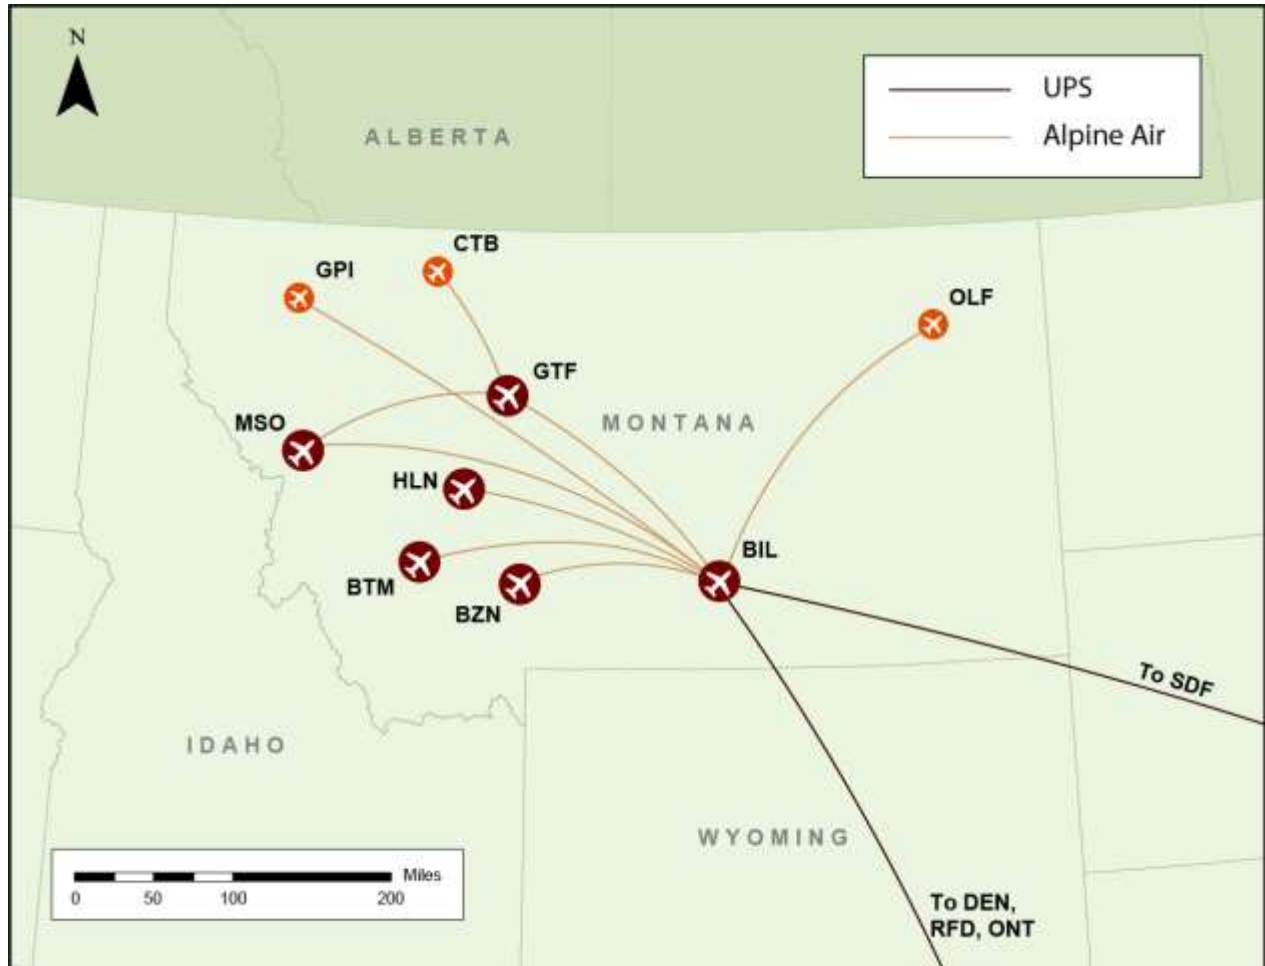 N
UPS
Alpine Air
ALBERTA
CTB
GPI
OLF
GTF
MSO
MONTANA
HLN
BIL
BTM
BZN
To SDF
IDAHO
WYOMING
Miles
0 50 100 200
To DEN,
RFD, ONT